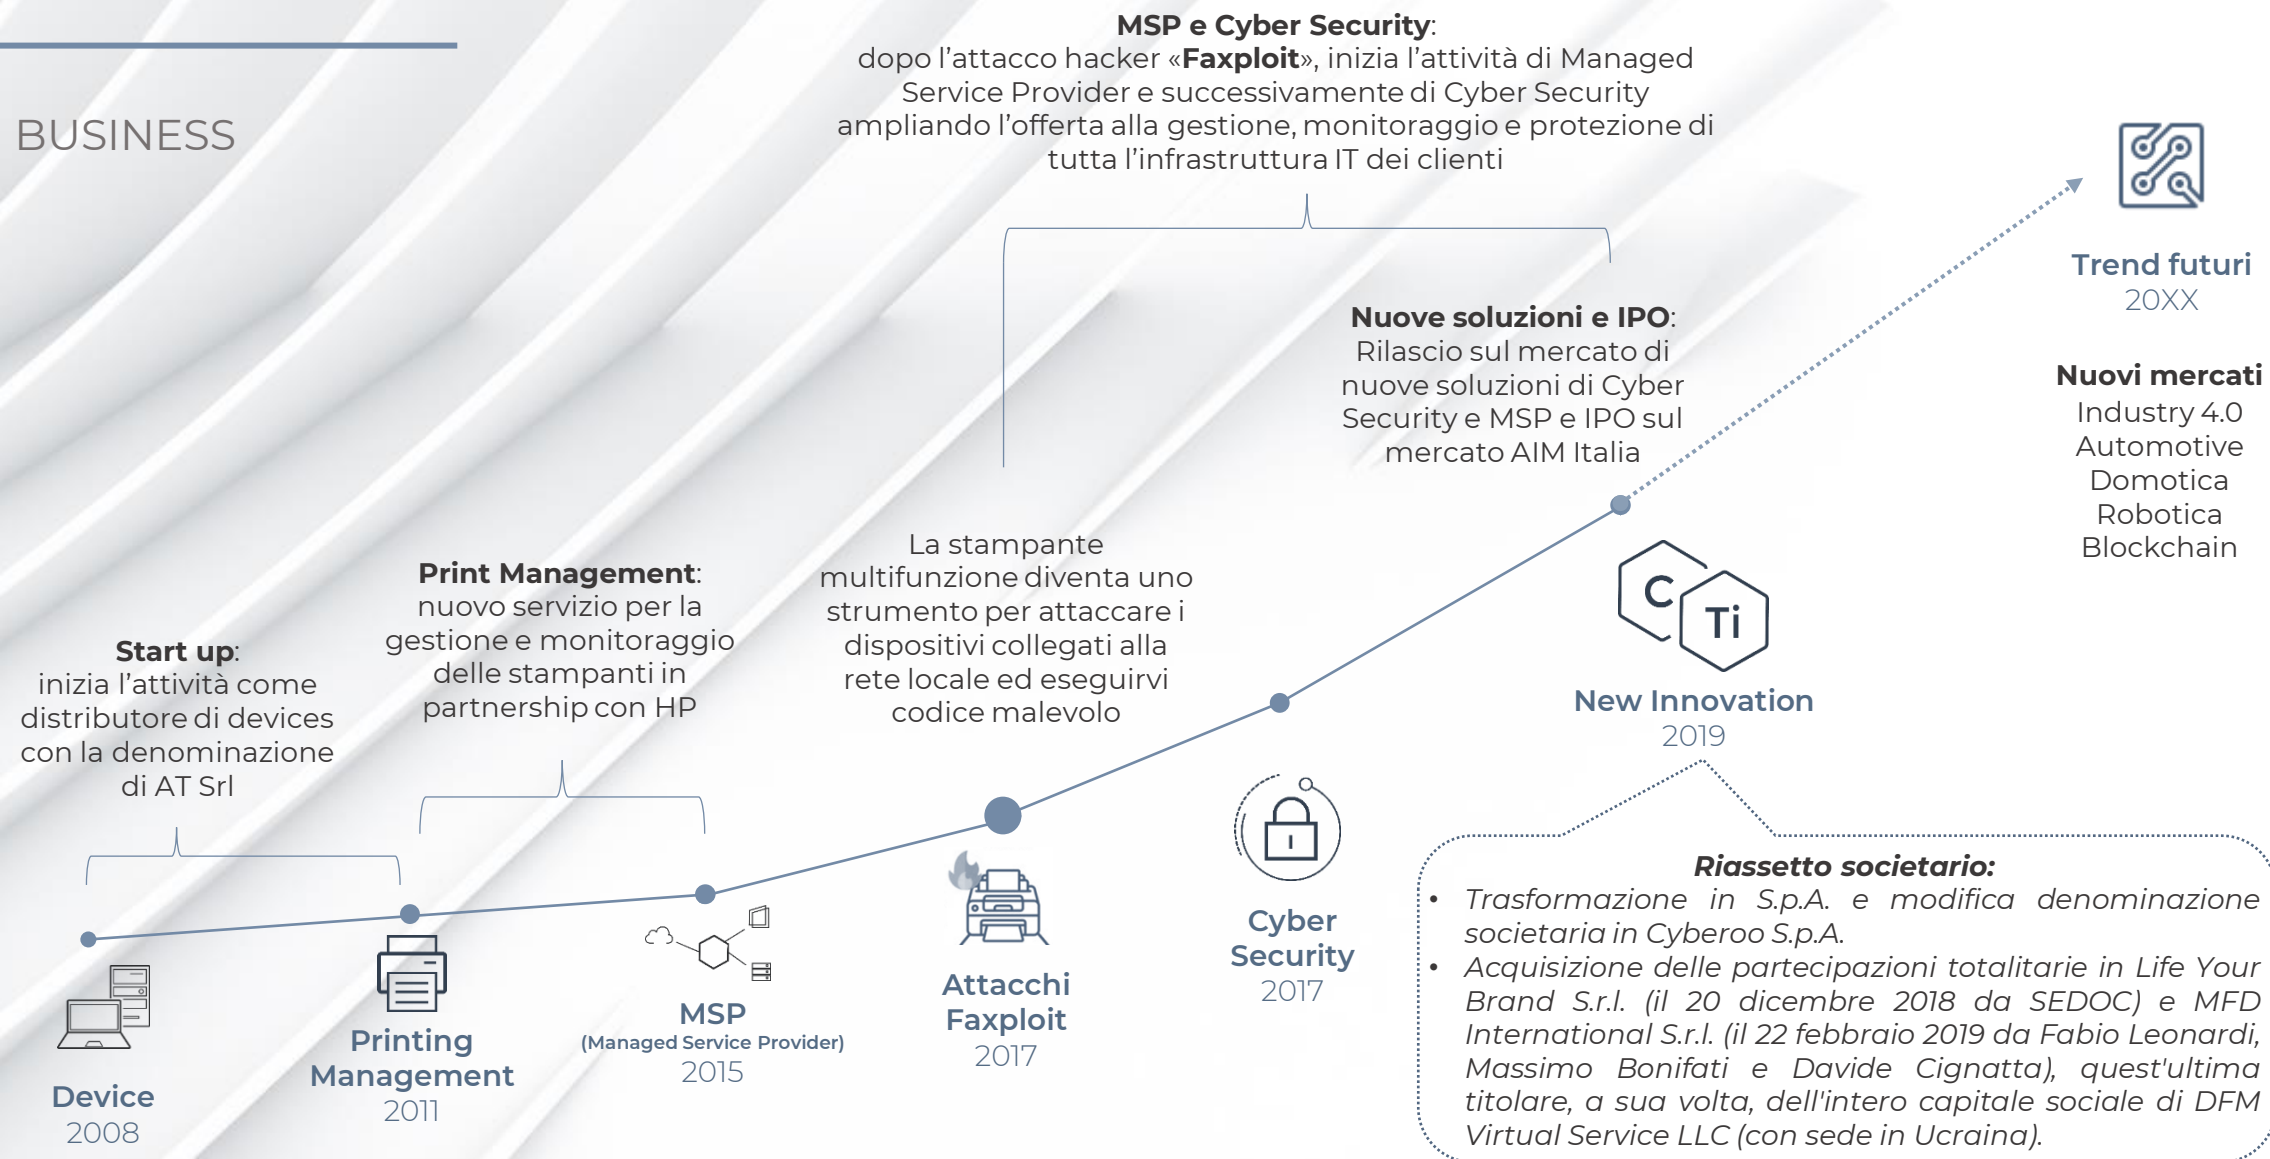 BUSINESS
MSP e Cyber Security:
dopo l'attacco hacker «Faxploit», inizia l'attività di Managed
Service Provider e successivamente di Cyber Security
ampliando l'offerta alla gestione, monitoraggio e protezione di
tutta l'infrastruttura IT dei clienti
Start up:
inizia l'attività come
distributore di devices
con la denominazione
di AT Srl
Print Management:
nuovo servizio per la
gestione e monitoraggio
delle stampanti in
partnership con HP
La stampante
multifunzione diventa uno
strumento per attaccare i
dispositivi collegati alla
rete locale ed eseguirvi
codice malevolo
Nuove soluzioni e IPO:
Rilascio sul mercato di
nuove soluzioni di Cyber
Security e MSP e IPO sul
mercato AIM Italia
Trend futuri
20XX
Nuovi mercati
Industry 4.0
Automotive
Domotica
Robotica
Blockchain
Device
2008
Printing
Management
2011
MSP
(Managed Service Provider)
2015
Attacchi
Faxploit
2017
Cyber
Security
2017
C
Ti
New Innovation
2019
Riassetto societario:
• Trasformazione in S.p.A. e modifica denominazione
societaria in Cyberoo S.p.A.
• Acquisizione delle partecipazioni totalitarie in Life Your
Brand S.r.l. (il 20 dicembre 2018 da SEDOC) e MFD
International S.r.l. (il 22 febbraio 2019 da Fabio Leonardi,
Massimo Bonifati e Davide Cignatta), quest'ultima
titolare, a sua volta, dell'intero capitale sociale di DFM
Virtual Service LLC (con sede in Ucraina).